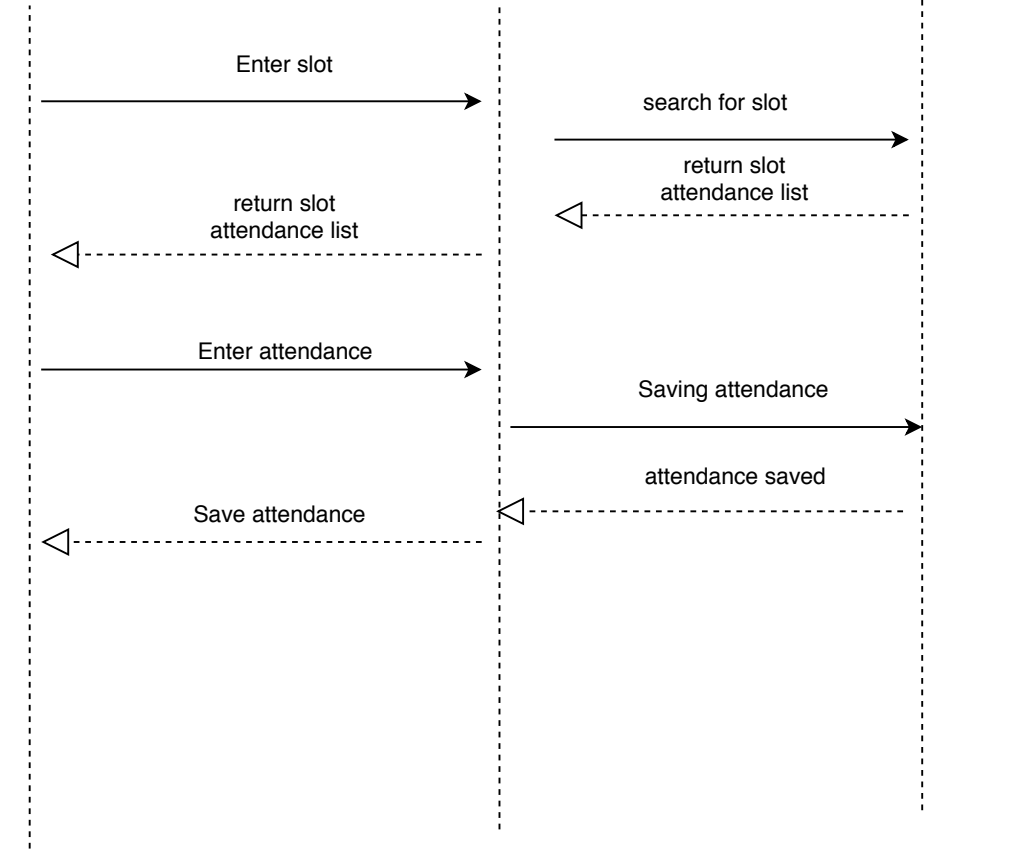 Enter slot
search for slot
return slot
attendance list
return slot
attendance list
Enter attendance
Saving attendance
attendance saved
Save attendance